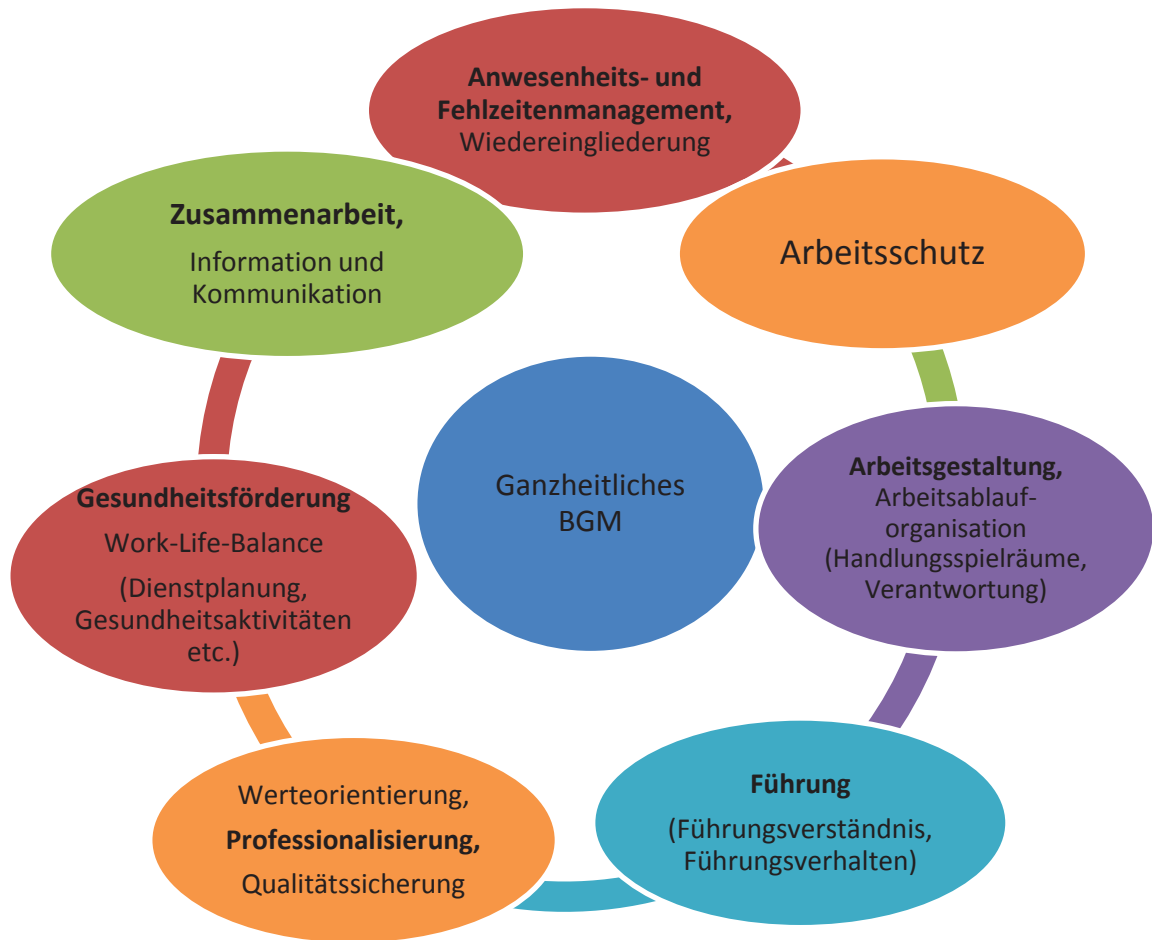 Anwesenheits- und
Fehlzeitenmanagement,
Wiedereingliederung
Arbeitsschutz
Arbeitsgestaltung,
Arbeitsablauf-
organisation
(Handlungsspielräume,
Verantwortung)
Führung
(Führungsverständnis,
Führungsverhalten)
Werteorientierung,
Professionalisierung,
Qualitätssicherung
Gesundheitsförderung
Work-Life-Balance
(Dienstplanung,
Gesundheitsaktivitäten
etc.)
Zusammenarbeit,
Information und
Kommunikation
Ganzheitliches
BGM